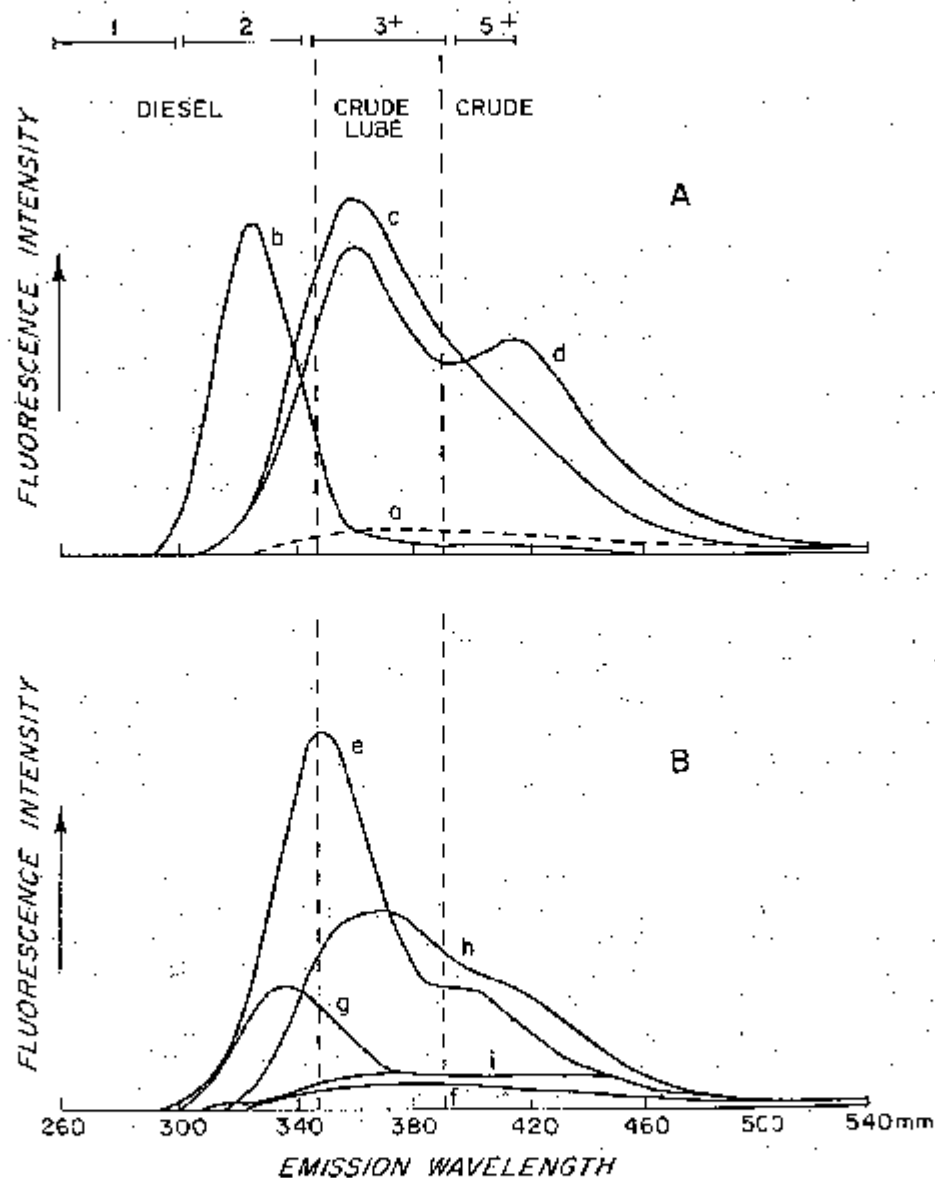 1 2 3+ 5+
DIESEL CRUDE CRUDE
LUBE
FLUORESCENCE INTENSITY
A
b
c
d
a
FLUORESCENCE INTENSITY
B
e
h
g
i
f
260 300 340 380 420 460 500 540mm
EMISSION WAVELENGTH